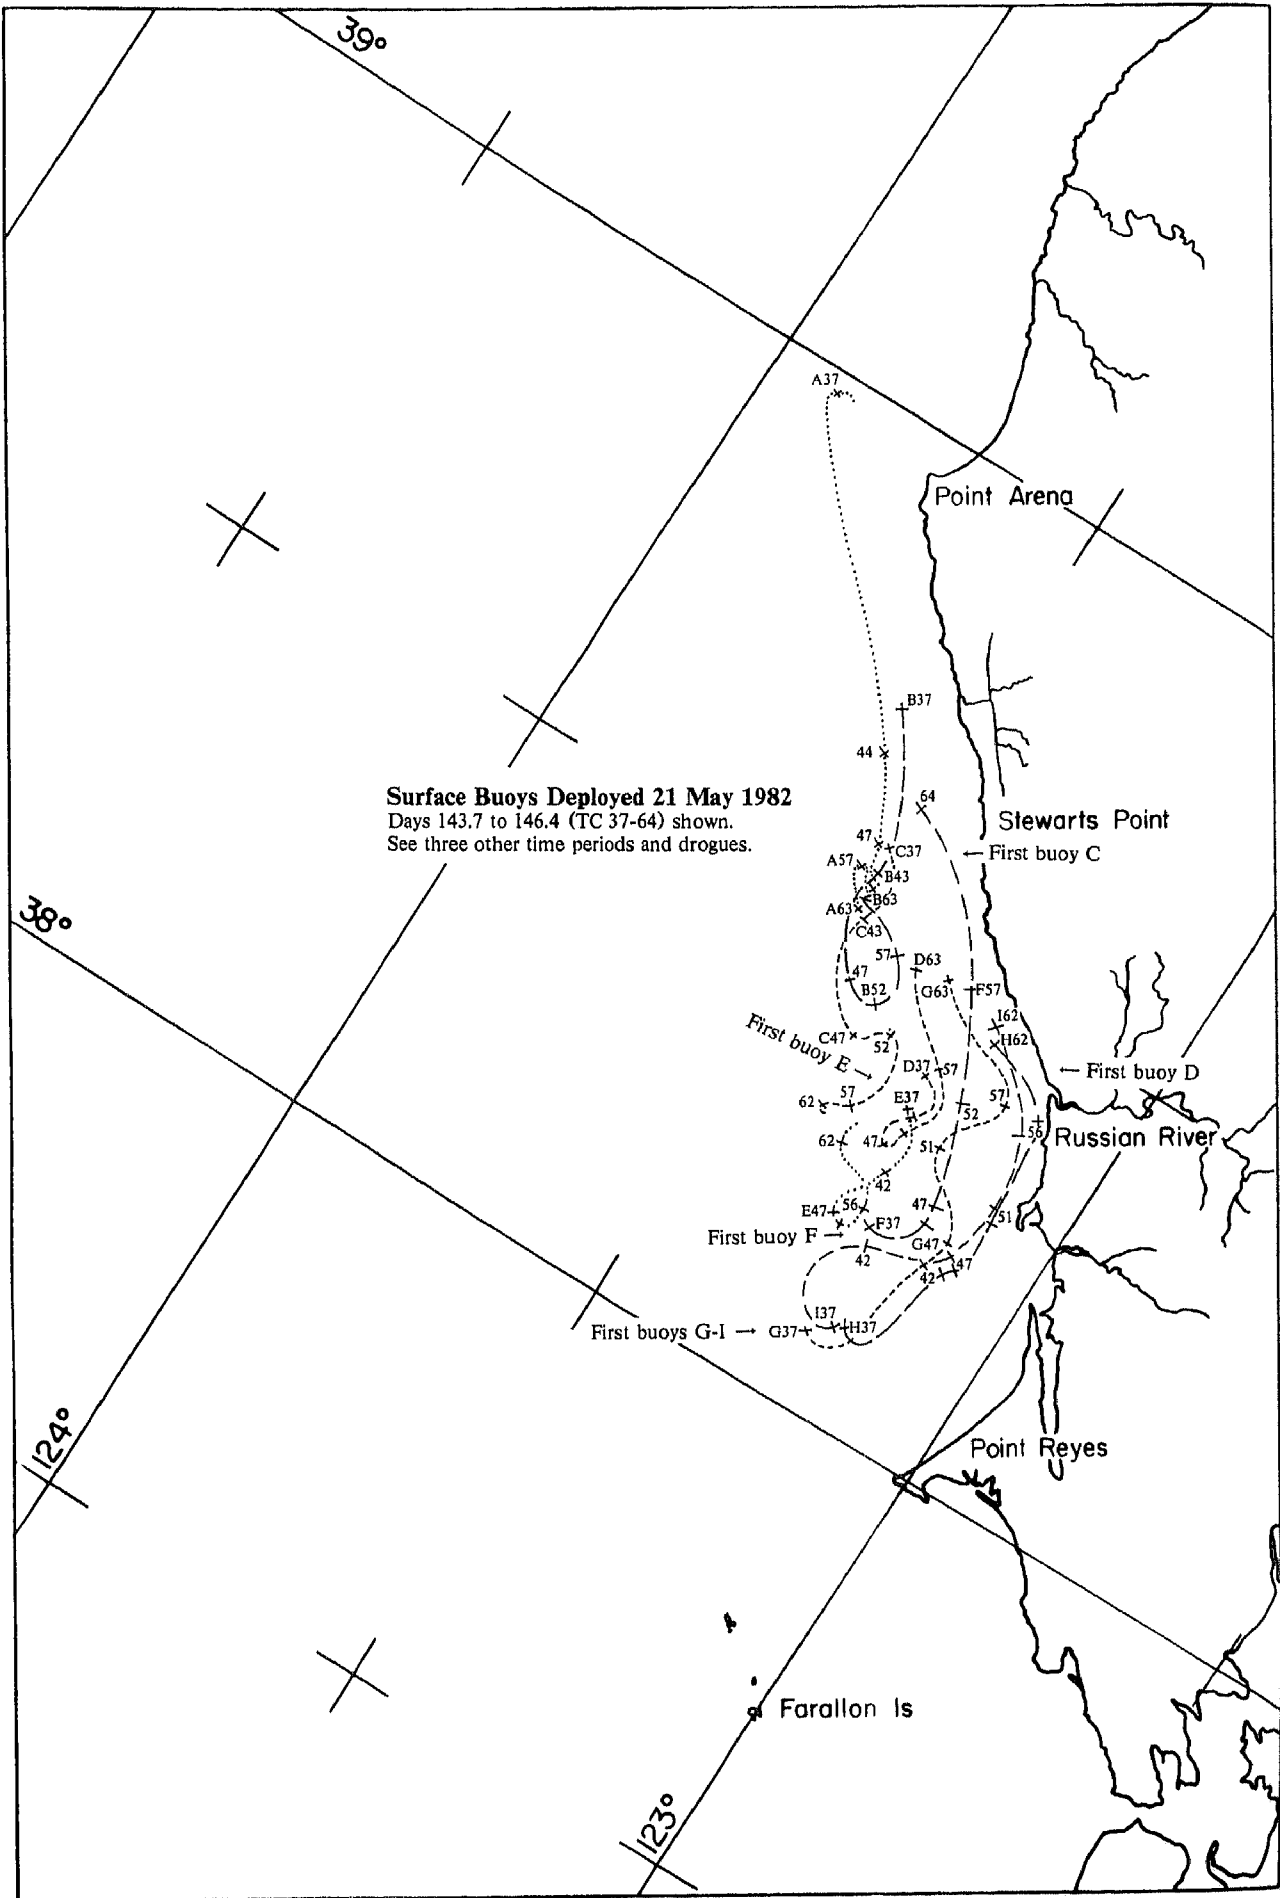 39°
A37
Point Arena
B37
44
Surface Buoys Deployed 21 May 1982
Days 143.7 to 146.4 (TC 37-64) shown.
See three other time periods and drogues.
64
Stewarts Point
47
C37
← First buoy C
A57
B43
B63
A63
C43
38°
57
D63
47
G63
F57
B52
I62
First buoy E →
C47
52
H62
D37
57
← First buoy D
62
57
E37
52
57
62
47
51
56
Russian River
42
E47
56
F37
47
51
First buoy F →
G47
42
47
42
I37
First buoys G-I → G37
H37
124°
Point Reyes
Farallon Is
123°